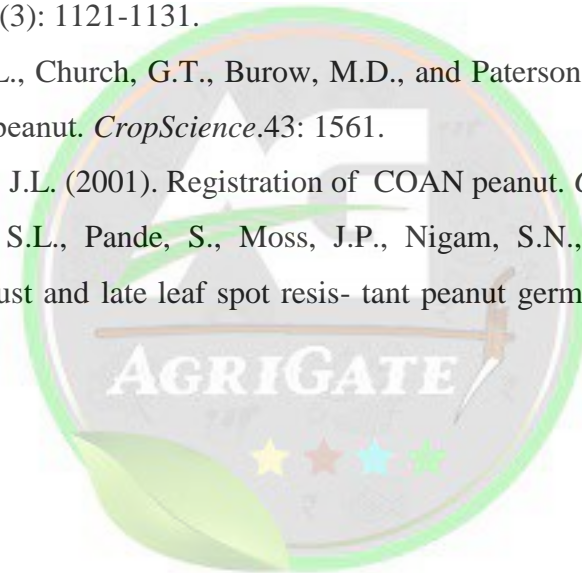 (3): 1121-1131.
L., Church, G.T., Burow, M.D., and Paterson
peanut. CropScience.43: 1561.
J.L. (2001). Registration of COAN peanut.
S.L., Pande, S., Moss, J.P., Nigam, S.N.,
ust and late leaf spot resis- tant peanut germ
AGRIGATE